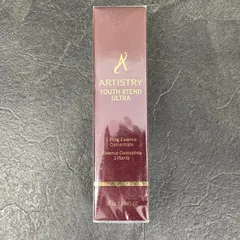 ARTISTRY
YOUTH XTEND
ULTRA
Lifting Essence
Concentrate
Essence-Concentrée
Liftante